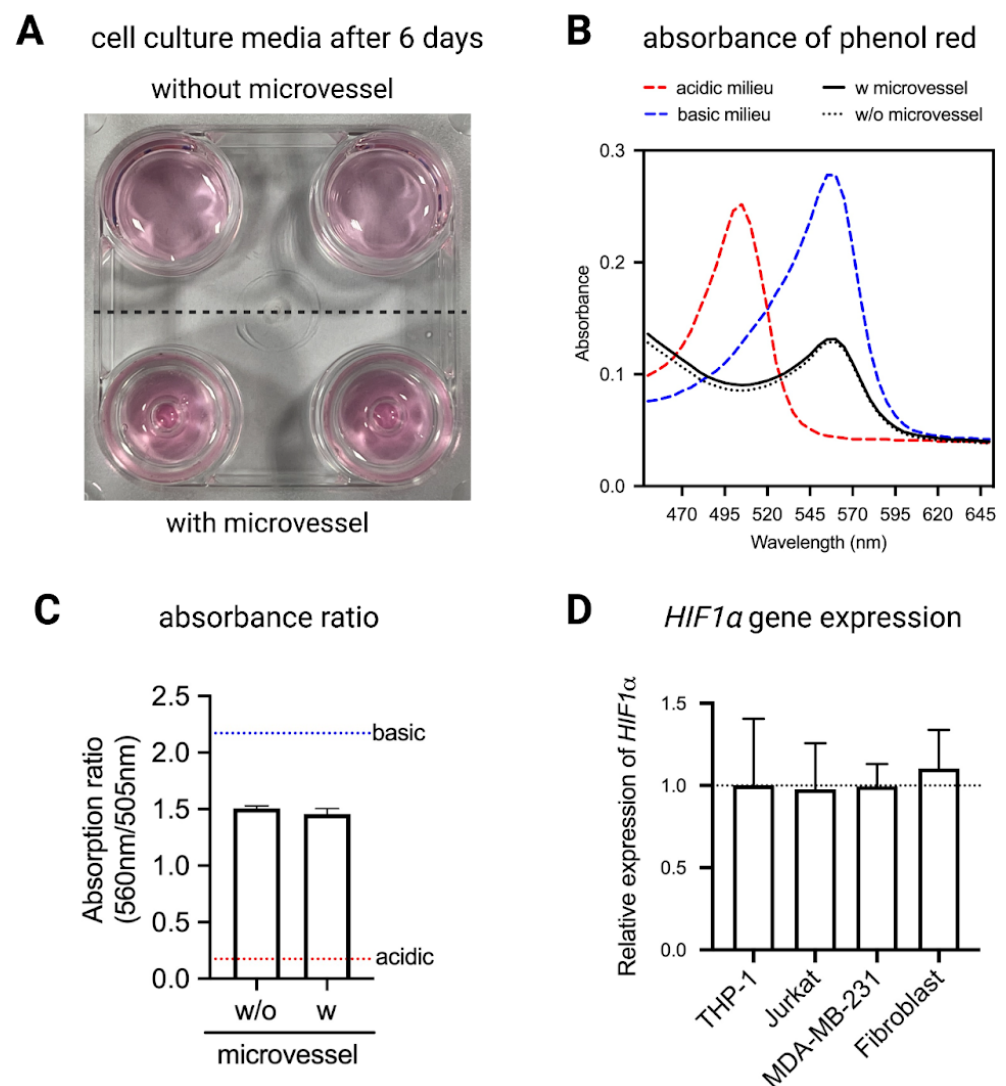 A cell culture media after 6 days
without microvessel
with microvessel
B absorbance of phenol red
acidic milieu
w microvessel
basic milieu
w/o microvessel
0.3
0.2
0.1
0.0
Absorbance
470 495 520 545 570 595 620 645
Wavelength (nm)
C absorbance ratio
2.5
2.0
1.5
1.0
0.5
0.0
Absorption ratio
(560nm/505nm)
basic
acidic
w/o w
microvessel
D HIF1α gene expression
1.5
1.0
0.5
0.0
Relative expression of HIF1α
THP-1
Jurkat
MDA-MB-231
Fibroblast